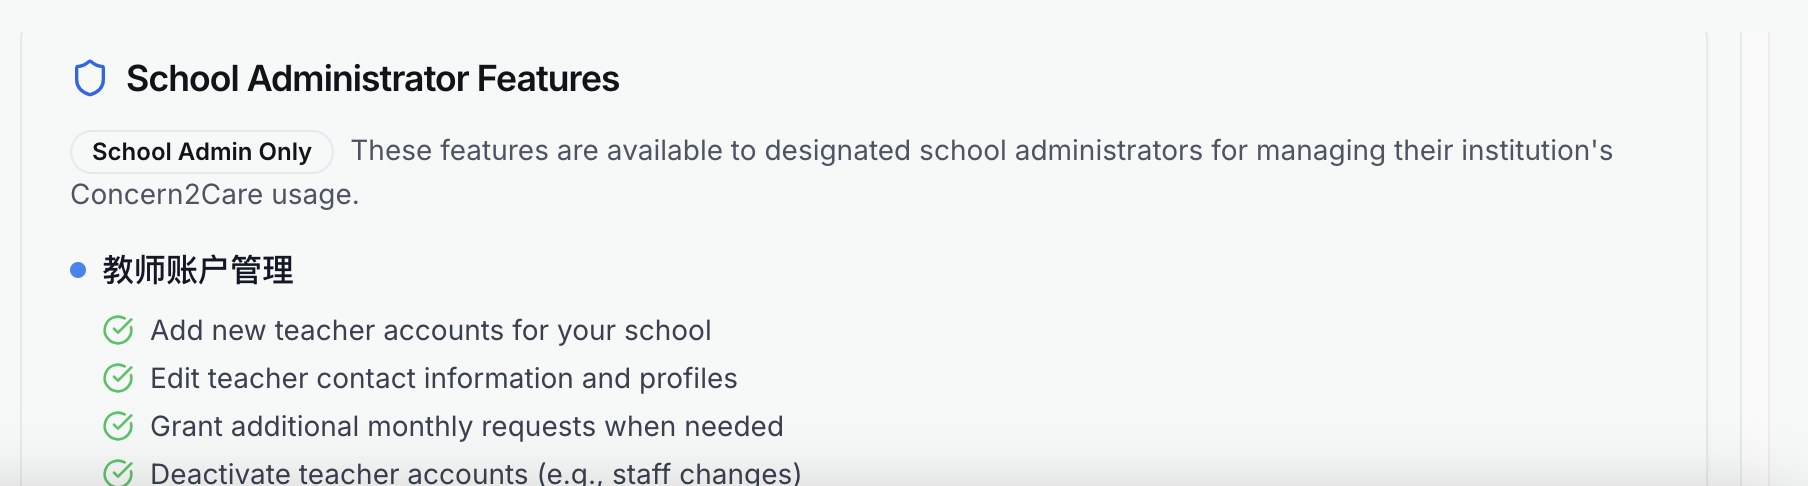 School Administrator Features
School Admin Only These features are available to designated school administrators for managing their institution's
Concern2Care usage.
教师账户管理
Add new teacher accounts for your school
Edit teacher contact information and profiles
Grant additional monthly requests when needed
Deactivate teacher accounts (e.g., staff changes)